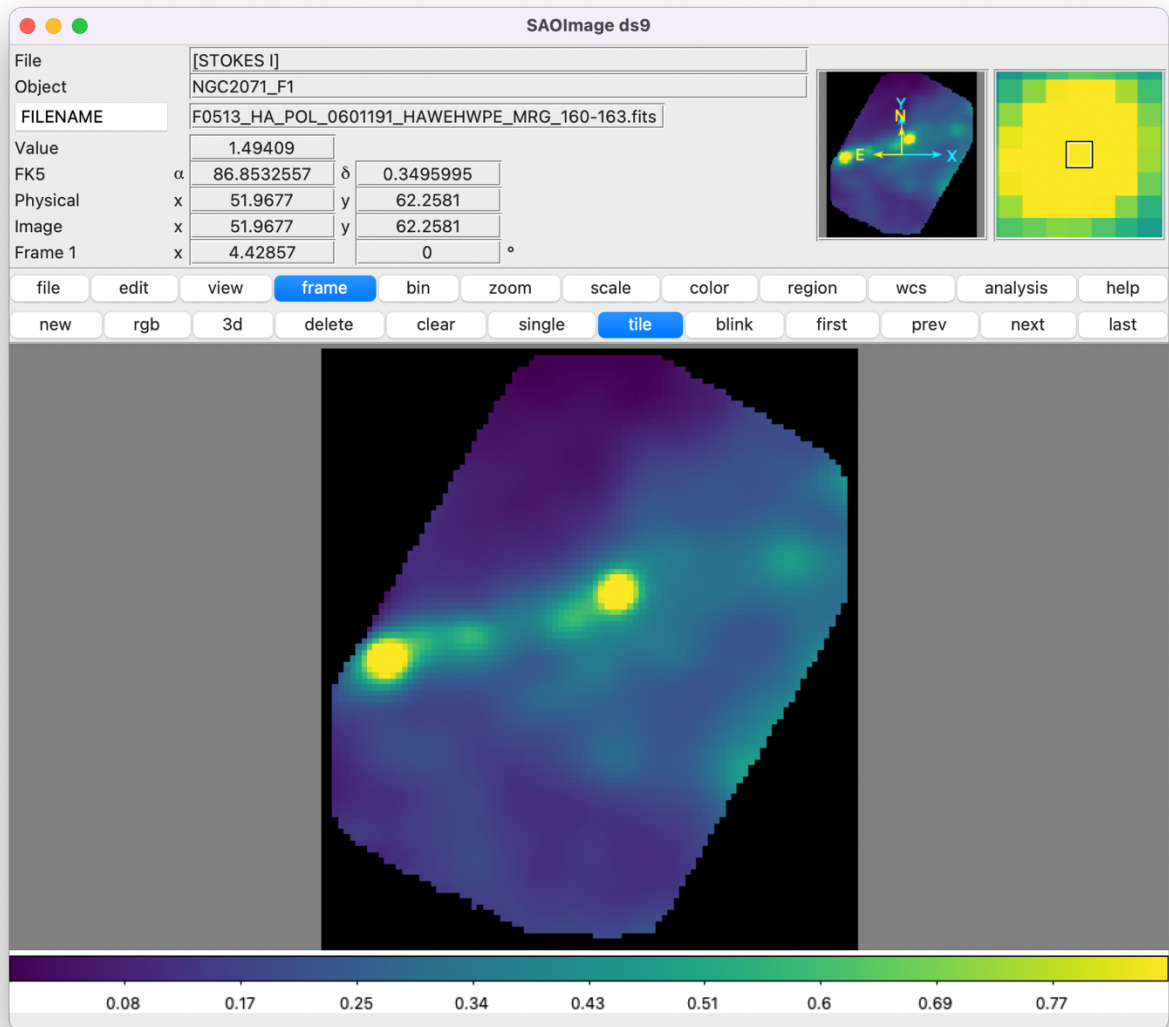 SAOImage ds9
File [STOKES I]
Object NGC2071_F1
FILENAME F0513_HA_POL_0601191_HAWEHWPE_MRG_160-163.fits
Value 1.49409
FK5 α 86.8532557 δ 0.3495995
Physical x 51.9677 y 62.2581
Image x 51.9677 y 62.2581
Frame 1 x 4.42857 0 °
Y
N
E X
file edit view frame bin zoom scale color region wcs analysis help
new rgb 3d delete clear single tile blink first prev next last
0.08 0.17 0.25 0.34 0.43 0.51 0.6 0.69 0.77